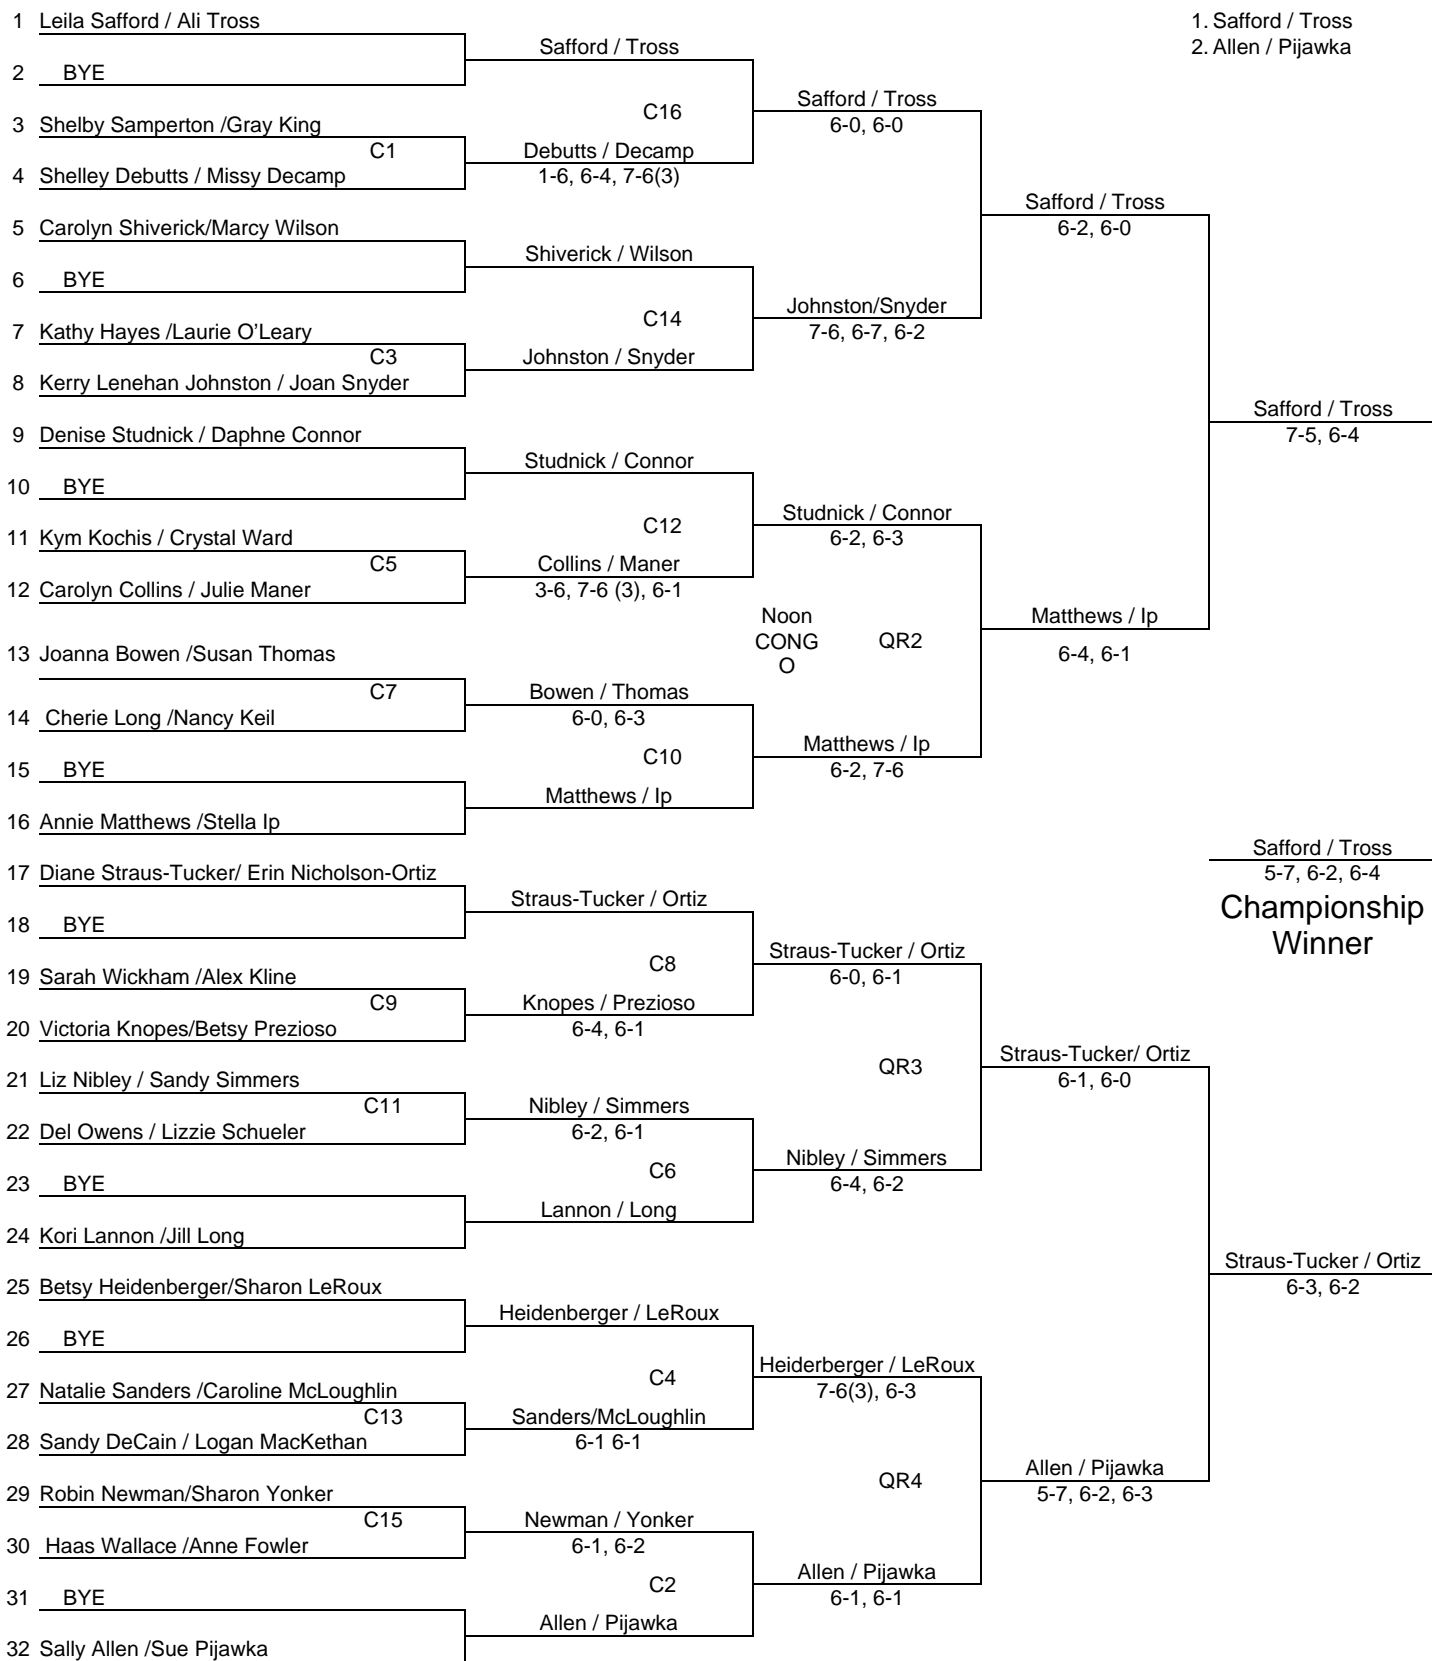 1 Leila Safford / Ali Tross
2 BYE
3 Shelby Samperton /Gray King
C1
4 Shelley Debutts / Missy Decamp
5 Carolyn Shiverick/Marcy Wilson
6 BYE
7 Kathy Hayes /Laurie O'Leary
C3
8 Kerry Lenehan Johnston / Joan Snyder
9 Denise Studnick / Daphne Connor
10 BYE
11 Kym Kochis / Crystal Ward
C5
12 Carolyn Collins / Julie Maner
13 Joanna Bowen /Susan Thomas
C7
14 Cherie Long /Nancy Keil
15 BYE
16 Annie Matthews /Stella Ip
17 Diane Straus-Tucker/ Erin Nicholson-Ortiz
18 BYE
19 Sarah Wickham /Alex Kline
C9
20 Victoria Knopes/Betsy Prezioso
21 Liz Nibley / Sandy Simmers
C11
22 Del Owens / Lizzie Schueler
23 BYE
24 Kori Lannon /Jill Long
25 Betsy Heidenberger/Sharon LeRoux
26 BYE
27 Natalie Sanders /Caroline McLoughlin
C13
28 Sandy DeCain / Logan MacKethan
29 Robin Newman/Sharon Yonker
C15
30 Haas Wallace /Anne Fowler
31 BYE
32 Sally Allen /Sue Pijawka
Safford / Tross
C16
Debutts / Decamp
1-6, 6-4, 7-6(3)
Shiverick / Wilson
C14
Johnston / Snyder
Studnick / Connor
C12
Collins / Maner
3-6, 7-6 (3), 6-1
Bowen / Thomas
6-0, 6-3
C10
Matthews / Ip
Straus-Tucker / Ortiz
C8
Knopes / Prezioso
6-4, 6-1
Nibley / Simmers
6-2, 6-1
C6
Lannon / Long
Heidenberger / LeRoux
C4
Sanders/McLoughlin
6-1 6-1
Newman / Yonker
6-1, 6-2
C2
Allen / Pijawka
Safford / Tross
6-0, 6-0
Johnston/Snyder
7-6, 6-7, 6-2
Studnick / Connor
6-2, 6-3
Noon
CONG
O
QR2
Matthews / Ip
6-2, 7-6
Straus-Tucker / Ortiz
6-0, 6-1
QR3
Nibley / Simmers
6-4, 6-2
Heiderberger / LeRoux
7-6(3), 6-3
QR4
Allen / Pijawka
6-1, 6-1
Safford / Tross
6-2, 6-0
Matthews / Ip
6-4, 6-1
Straus-Tucker/ Ortiz
6-1, 6-0
Allen / Pijawka
5-7, 6-2, 6-3
1. Safford / Tross
2. Allen / Pijawka
Safford / Tross
7-5, 6-4
Safford / Tross
5-7, 6-2, 6-4
Championship
Winner
Straus-Tucker / Ortiz
6-3, 6-2